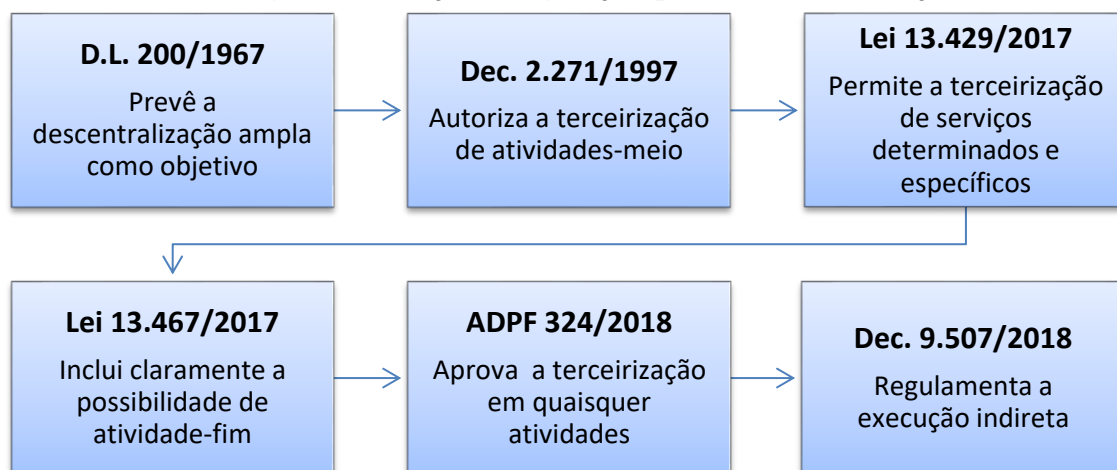 D.L. 200/1967
Prevê a
descentralização ampla
como objetivo
Dec. 2.271/1997
Autoriza a terceirização
de atividades-meio
Lei 13.429/2017
Permite a terceirização
de serviços
determinados e
específicos
Lei 13.467/2017
Inclui claramente a
possibilidade de
atividade-fim
ADPF 324/2018
Aprova a terceirização
em quaisquer
atividades
Dec. 9.507/2018
Regulamenta a
execução indireta